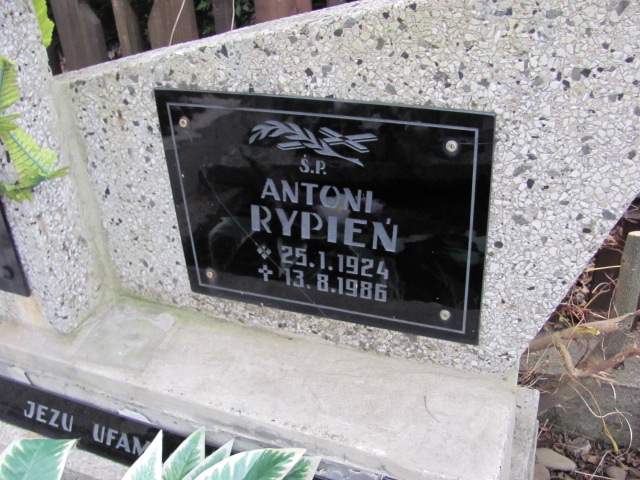 Ś.P.
ANTONI
RYPIEŃ
25.1.1924
13.8.1986
JEZU UFAM